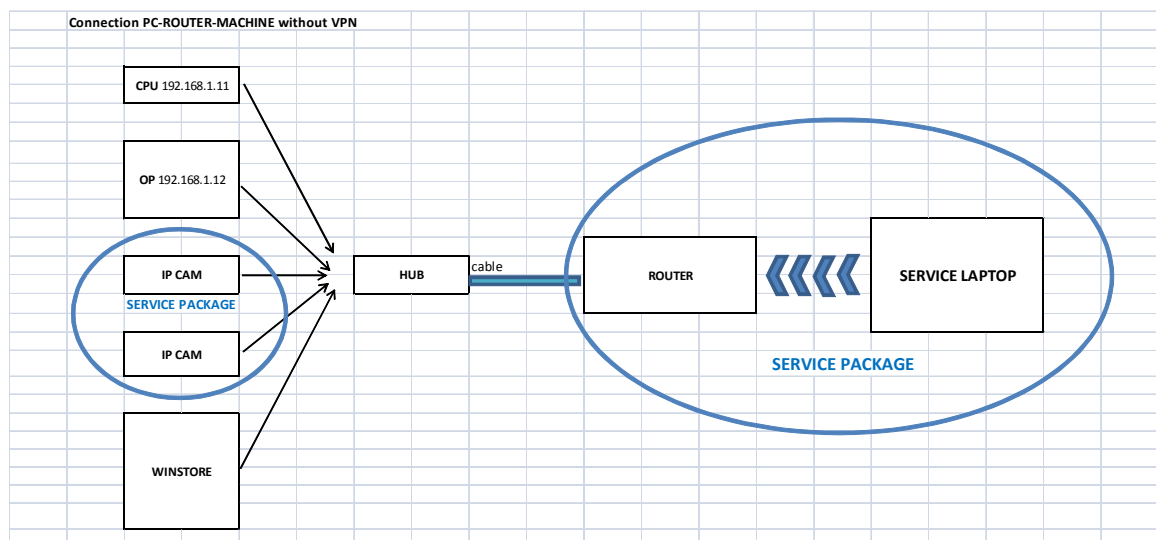 Connection PC-ROUTER-MACHINE without VPN
CPU 192.168.1.11
OP 192.168.1.12
IP CAM
SERVICE PACKAGE
IP CAM
WINSTORE
HUB
cable
ROUTER
SERVICE LAPTOP
SERVICE PACKAGE